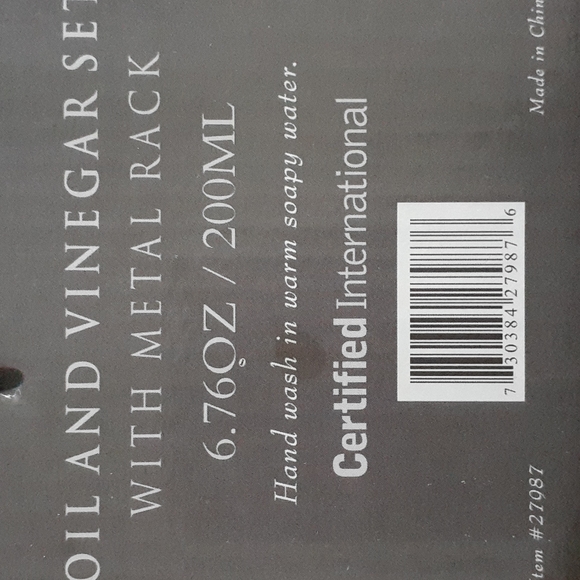 OIL AND VINEGAR SET
WITH METAL RACK
6.76OZ / 200ML
Hand wash in warm soapy water.
Certified International
7 30384 27987 6
tem #27987
Made in Chin